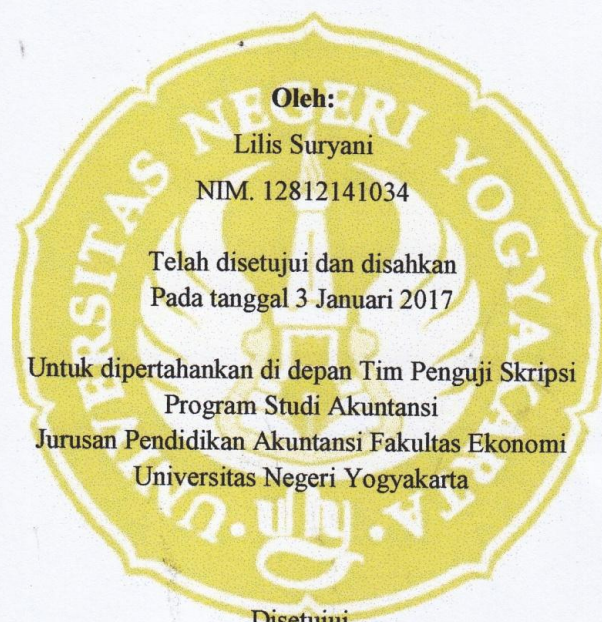 Oleh:
Lilis Suryani
NIM. 12812141034
Telah disetujui dan disahkan
Pada tanggal 3 Januari 2017
Untuk dipertahankan di depan Tim Penguji Skripsi
Program Studi Akuntansi
Jurusan Pendidikan Akuntansi Fakultas Ekonomi
Universitas Negeri Yogyakarta
Disetujui
UNIVERSITAS NEGERI YOGYAKARTA